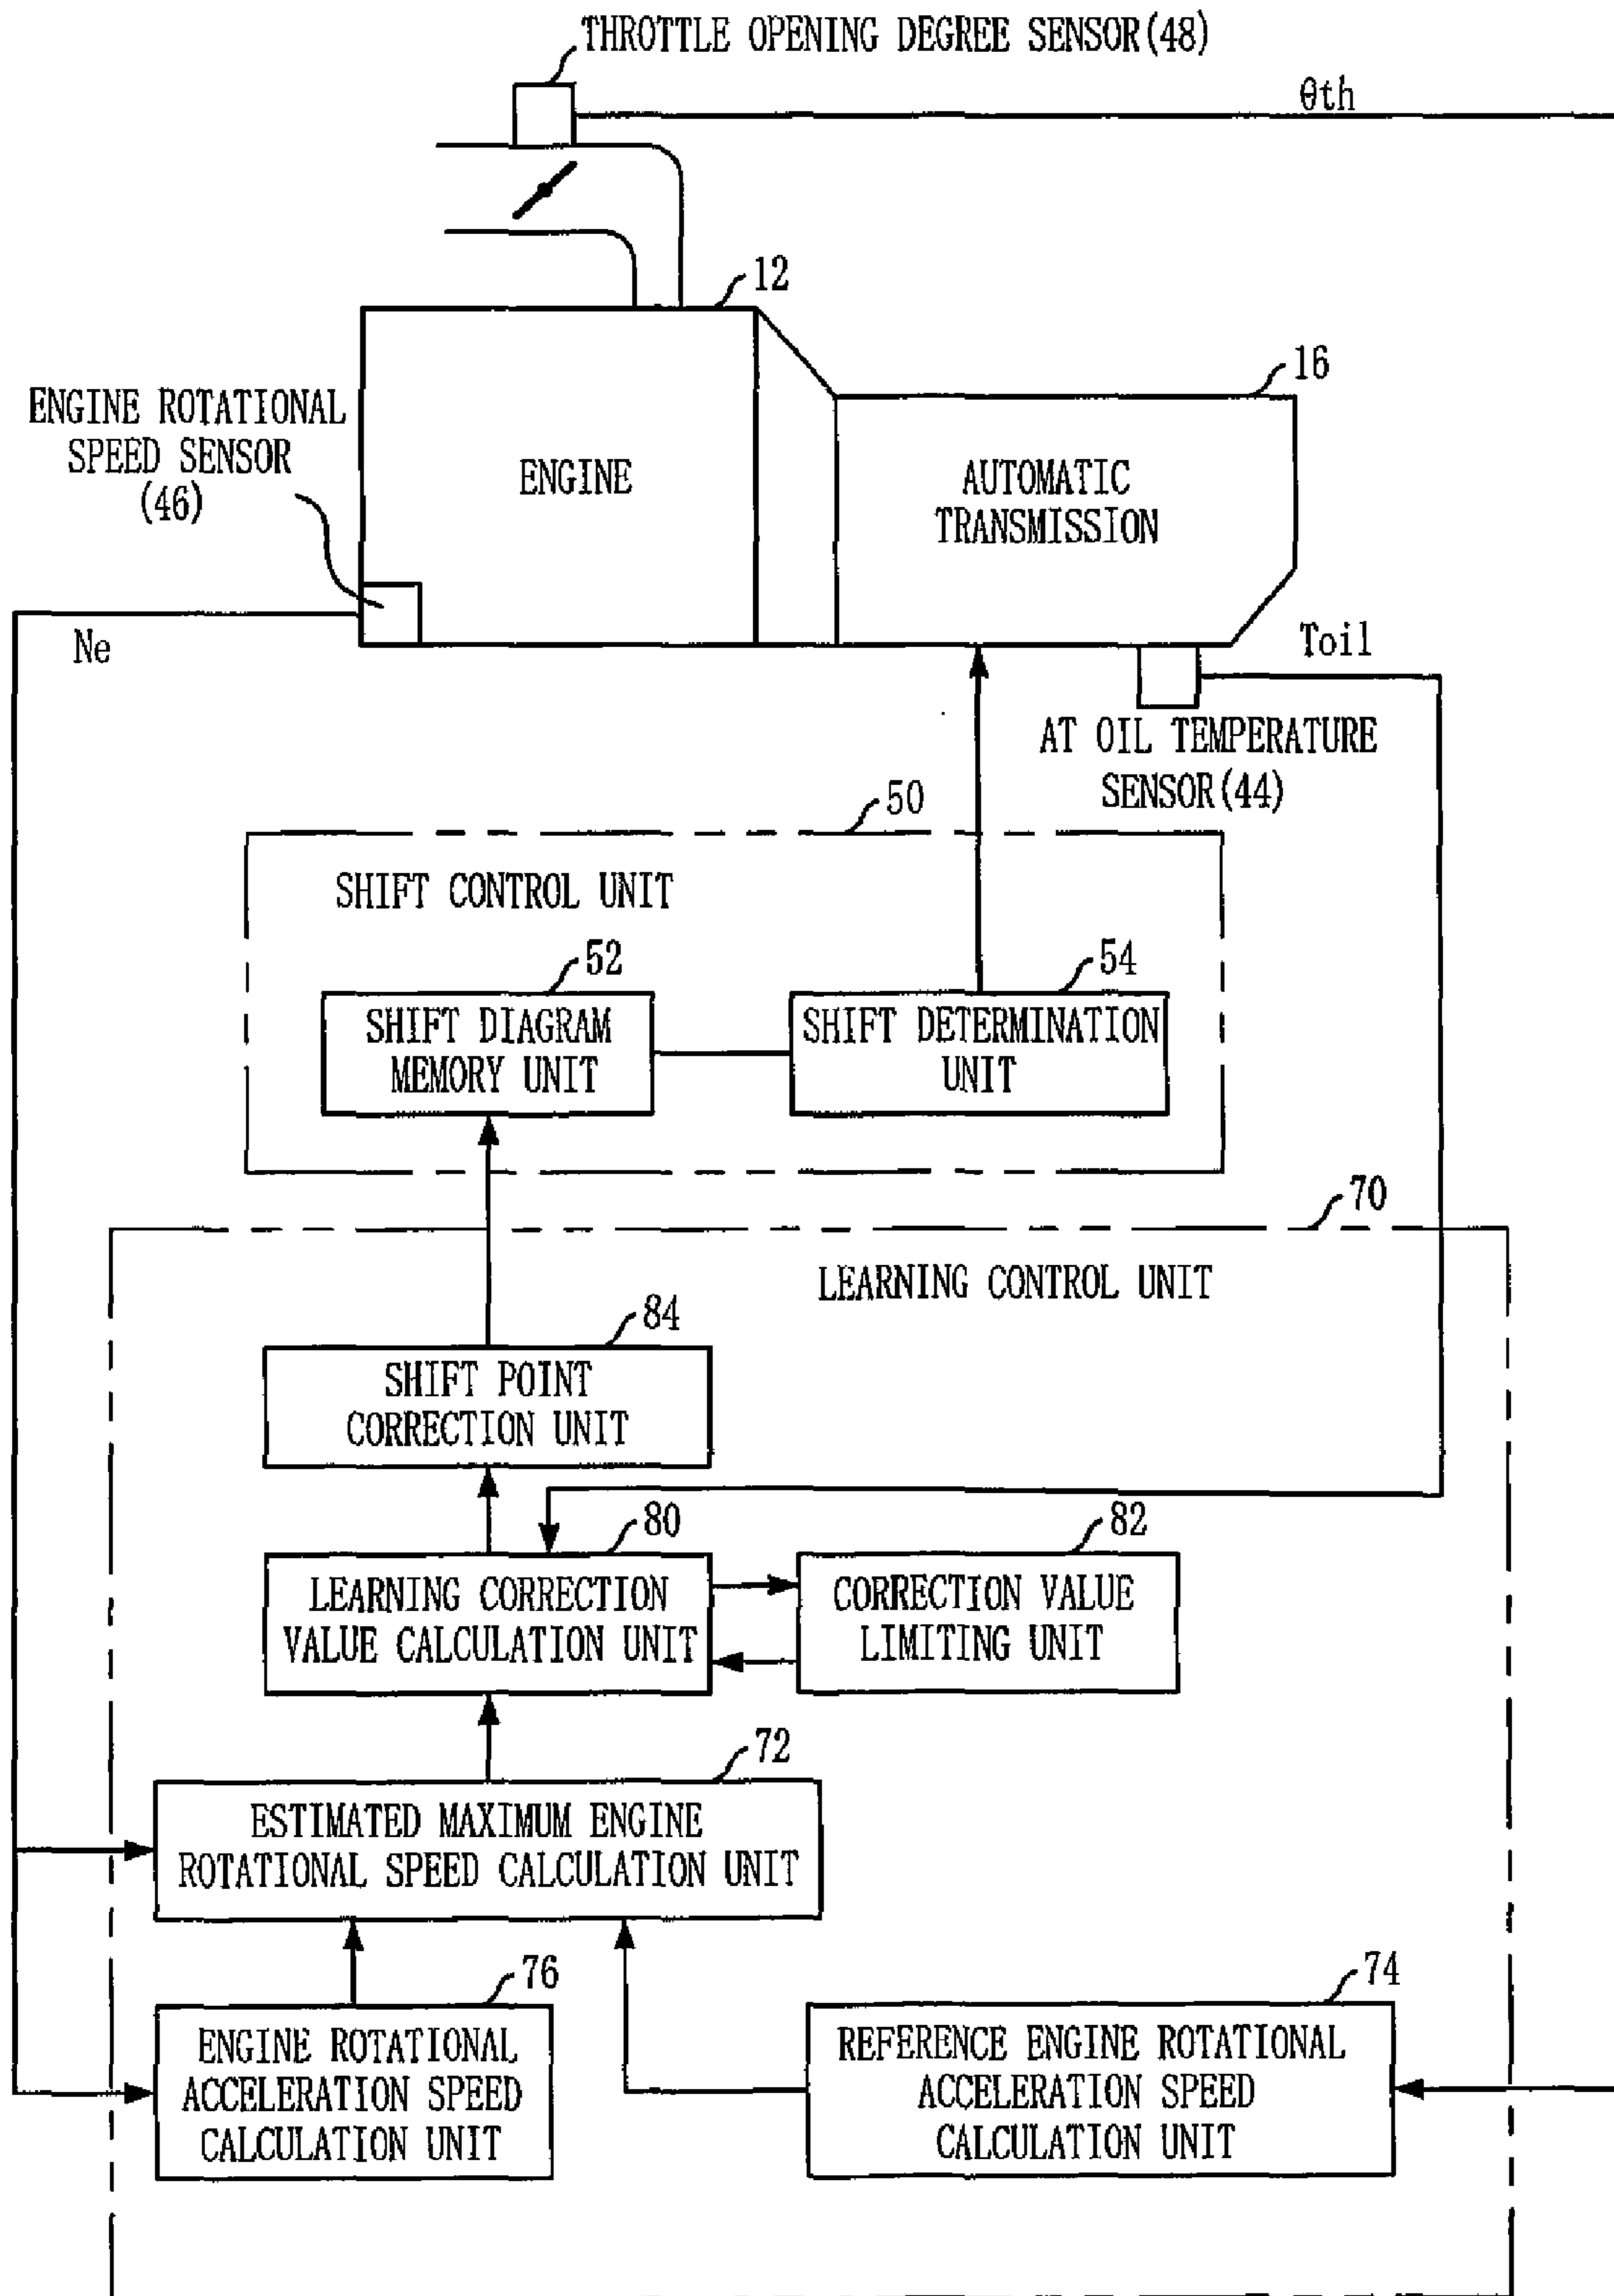 THROTTLE OPENING DEGREE SENSOR(48)
θth
12
16
ENGINE ROTATIONAL
SPEED SENSOR
(46)
ENGINE
AUTOMATIC
TRANSMISSION
Ne
Toil
AT OIL TEMPERATURE
SENSOR(44)
50
SHIFT CONTROL UNIT
52
54
SHIFT DIAGRAM
MEMORY UNIT
SHIFT DETERMINATION
UNIT
70
LEARNING CONTROL UNIT
84
SHIFT POINT
CORRECTION UNIT
80
82
LEARNING CORRECTION
VALUE CALCULATION UNIT
CORRECTION VALUE
LIMITING UNIT
72
ESTIMATED MAXIMUM ENGINE
ROTATIONAL SPEED CALCULATION UNIT
76
74
ENGINE ROTATIONAL
ACCELERATION SPEED
CALCULATION UNIT
REFERENCE ENGINE ROTATIONAL
ACCELERATION SPEED
CALCULATION UNIT